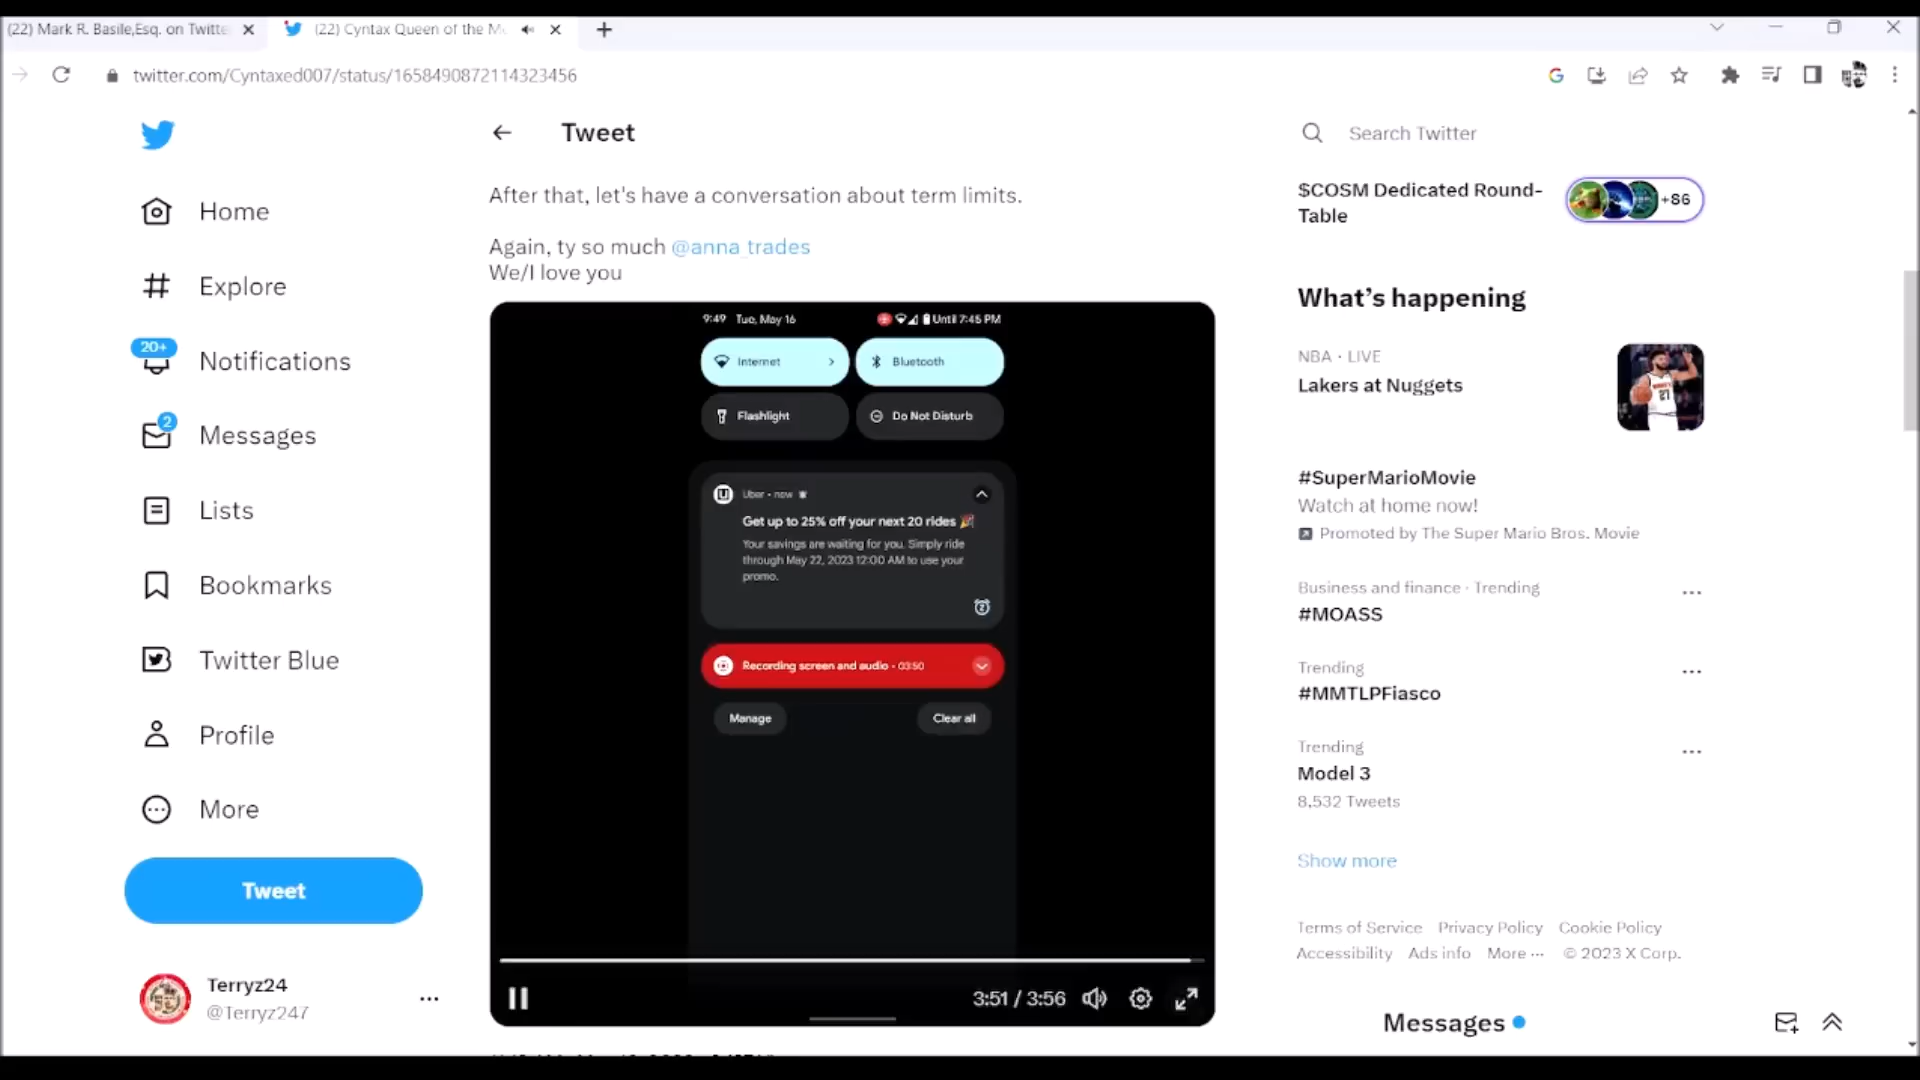 (22) Mark R. Basile,Esq. on Twitte
(22) Cyntax Queen of the M
twitter.com/Cyntaxed007/status/1658490872114323456
Home
Explore
20+
Notifications
2
Messages
Lists
Bookmarks
Twitter Blue
Profile
More
Tweet
Terryz24
@Terryz247
Tweet
After that, let's have a conversation about term limits.
Again, ty so much @anna_trades
We/I love you
9:49 Tue, May 16
Until 7:45 PM
Internet
Bluetooth
Flashlight
Do Not Disturb
Uber • now
Get up to 25% off your next 20 rides 🎉
Your savings are waiting for you. Simply ride
through May 22, 2023 12:00 AM to use your
promo.
Recording screen and audio • 03:50
Manage
Clear all
3:51 / 3:56
Search Twitter
$COSM Dedicated Round-
Table
+86
What's happening
NBA · LIVE
Lakers at Nuggets
#SuperMarioMovie
Watch at home now!
Promoted by The Super Mario Bros. Movie
Business and finance · Trending
#MOASS
Trending
#MMTLPFiasco
Trending
Model 3
8,532 Tweets
Show more
Terms of Service Privacy Policy Cookie Policy
Accessibility Ads info More ··· © 2023 X Corp.
Messages